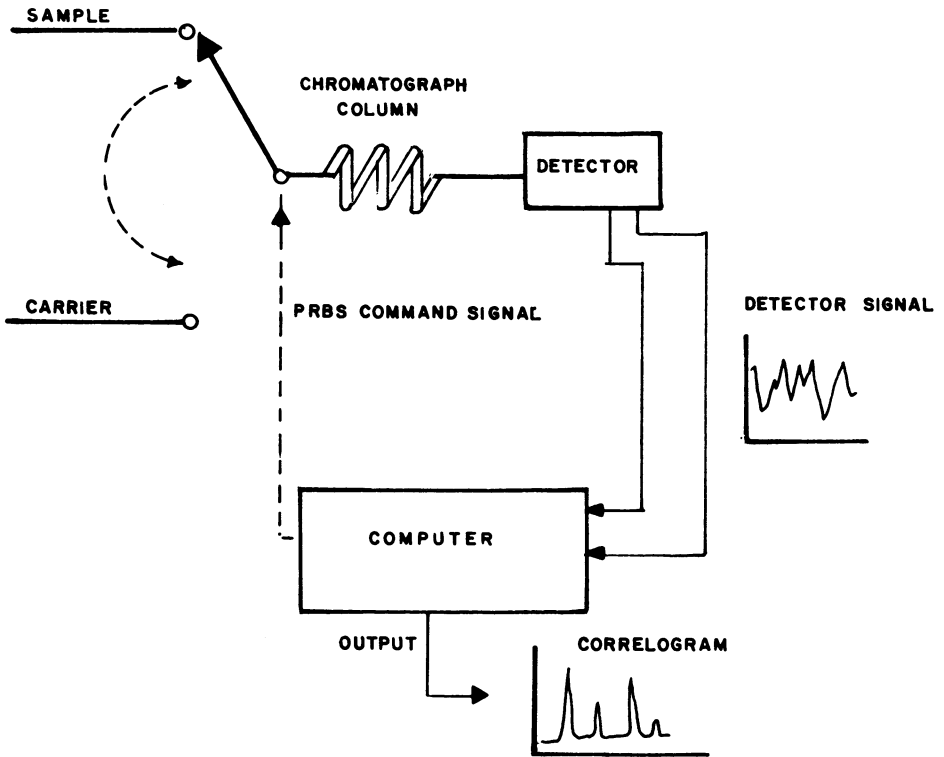 SAMPLE
CHROMATOGRAPH
COLUMN
DETECTOR
CARRIER
PRBS COMMAND SIGNAL
DETECTOR SIGNAL
COMPUTER
OUTPUT
CORRELOGRAM